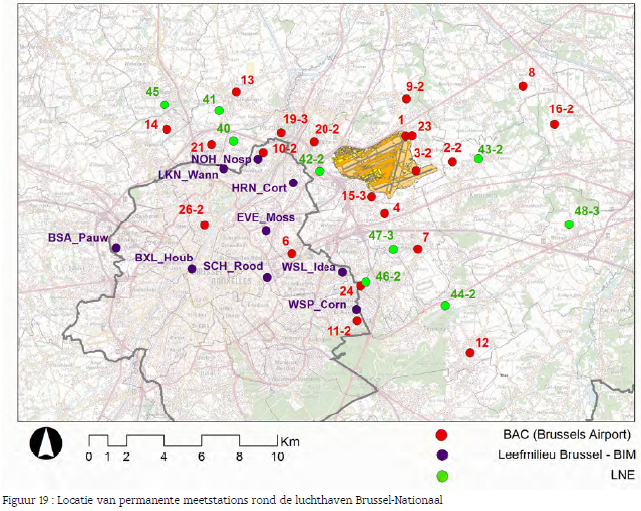 8
13
9-2
45
41
16-2
14
40
19-3
20-2
1
23
21
10-2
NOH_Nosp
42-2
3-2
2-2
43-2
LKN_Wann
HRN_Cort
15-3
26-2
EVE_Moss
4
48-3
BSA_Pauw
6
47-3
7
BXL_Houb
SCH_Rood
WSL_Idea
46-2
24
44-2
WSP_Corn
11-2
12
BAC (Brussels Airport)
Leefmilieu Brussel - BIM
LNE
Km
0 1 2 4 6 8 10
Figuur 19 : Locatie van permanente meetstations rond de luchthaven Brussel-Nationaal